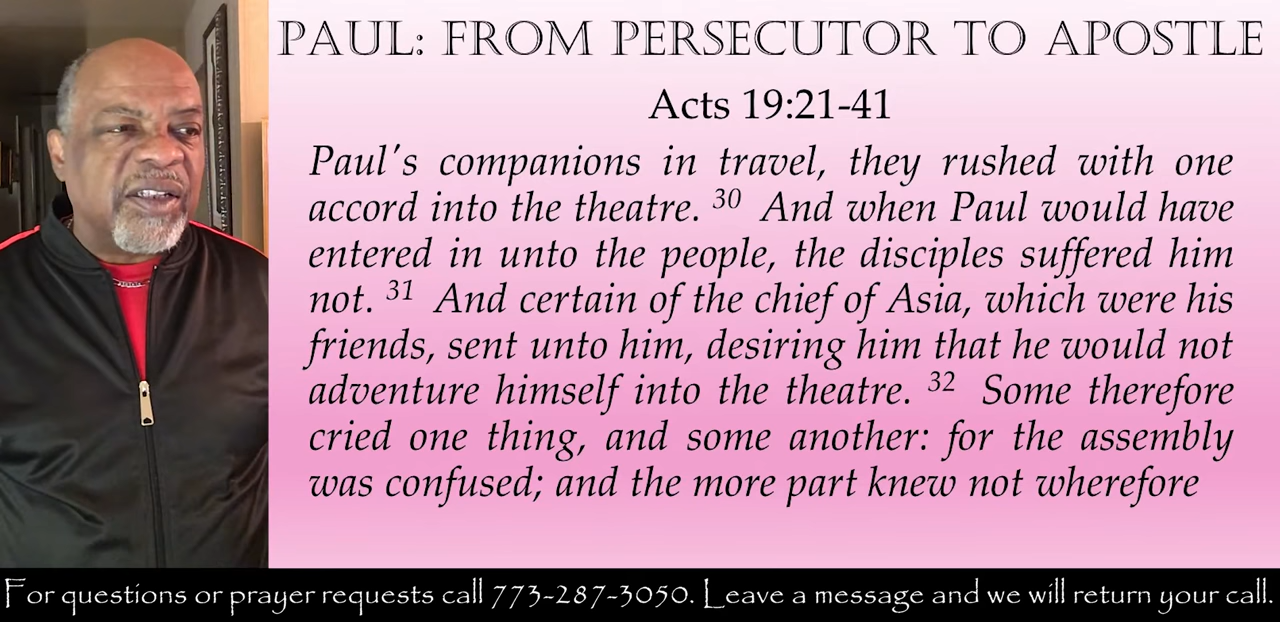 PAUL: FROM PERSECUTOR TO APOSTLE
Acts 19:21-41
Paul's companions in travel, they rushed with one
accord into the theatre. 30 And when Paul would have
entered in unto the people, the disciples suffered him
not. 31 And certain of the chief of Asia, which were his
friends, sent unto him, desiring him that he would not
adventure himself into the theatre. 32 Some therefore
cried one thing, and some another: for the assembly
was confused; and the more part knew not wherefore
For questions or prayer requests call 773-287-3050. Leave a message and we will return your call.